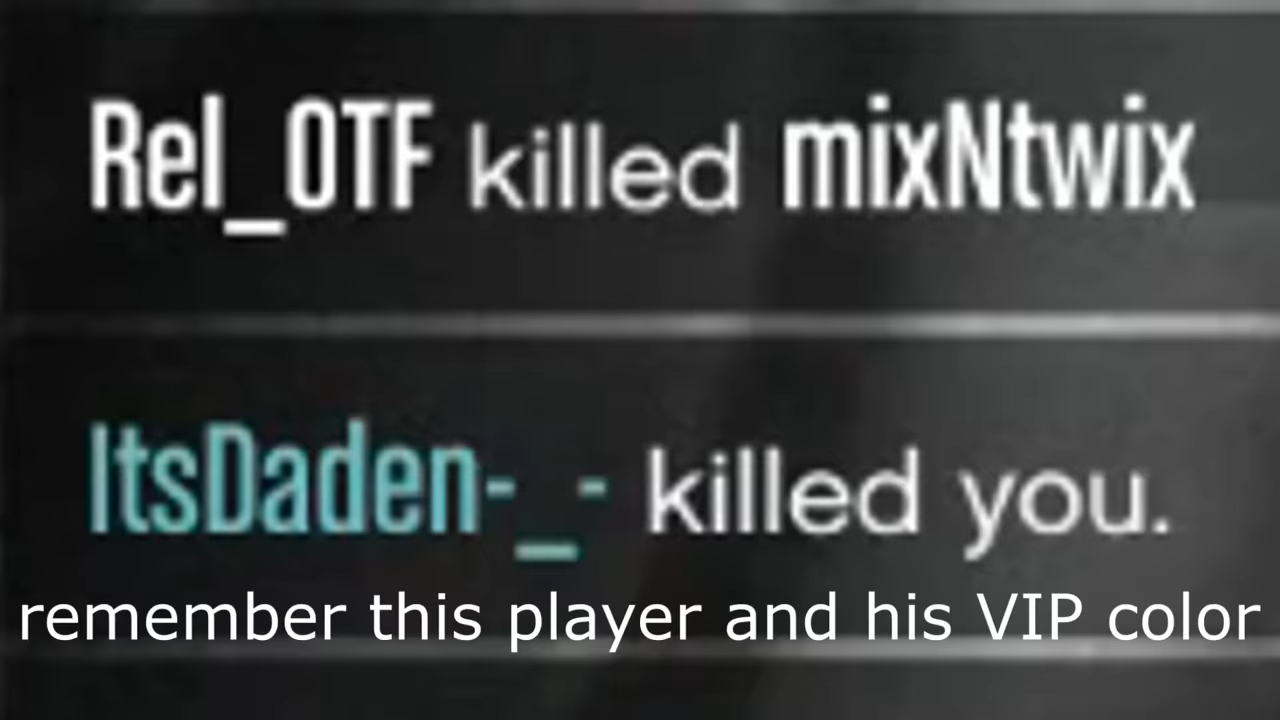 Rel_OTF killed mixNtwix
ItsDaden-_- killed you.
remember this player and his VIP color